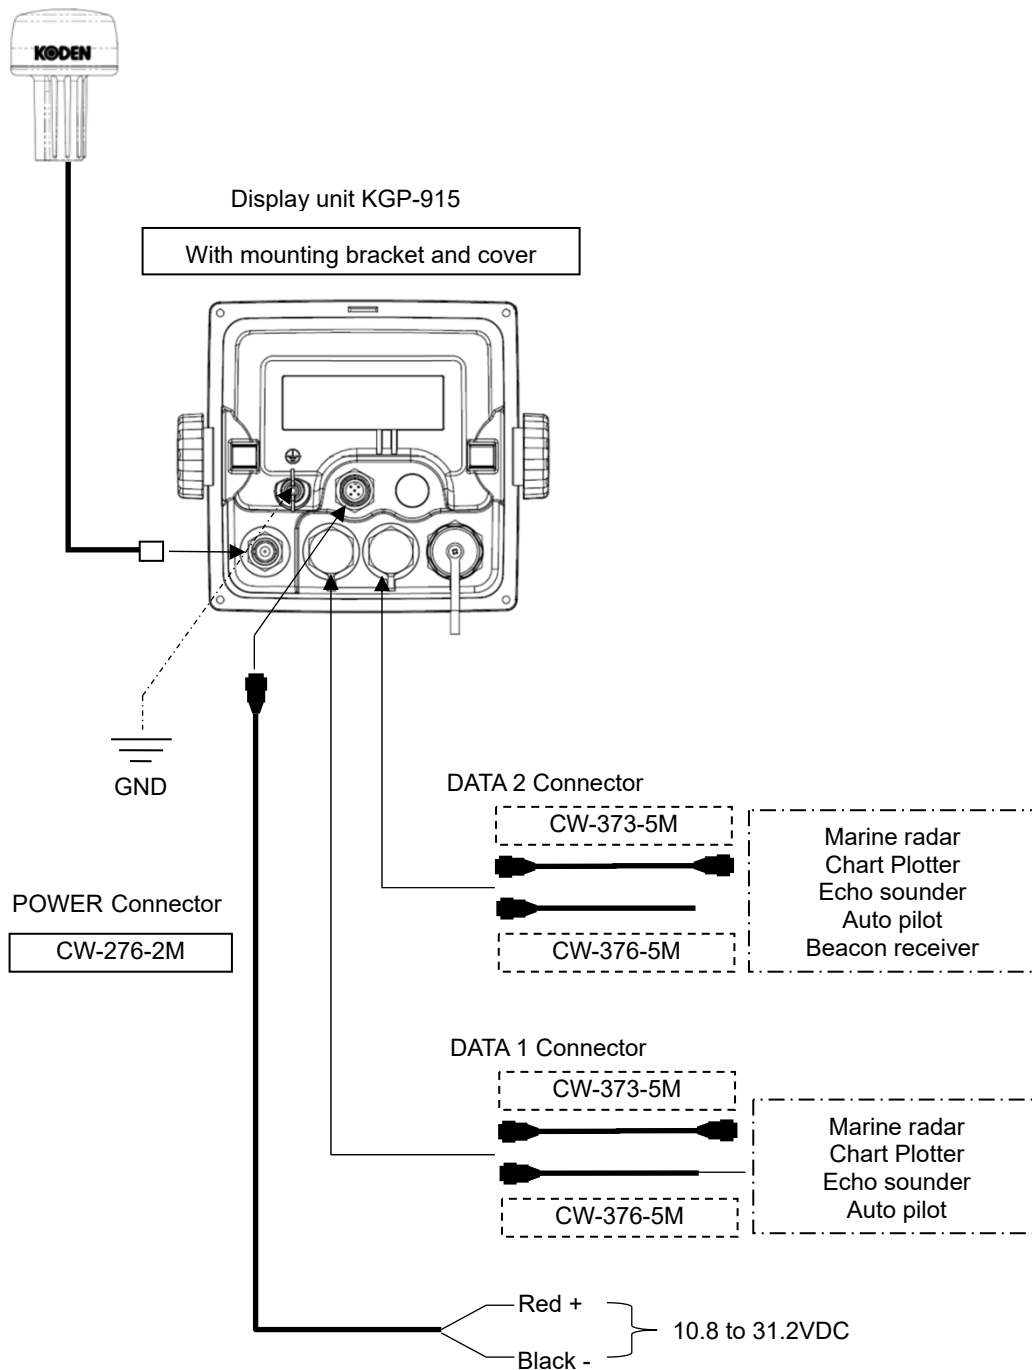 KODEN
Display unit KGP-915
With mounting bracket and cover
GND
DATA 2 Connector
CW-373-5M
CW-376-5M
Marine radar
Chart Plotter
Echo sounder
Auto pilot
Beacon receiver
POWER Connector
CW-276-2M
DATA 1 Connector
CW-373-5M
CW-376-5M
Marine radar
Chart Plotter
Echo sounder
Auto pilot
Red +
Black -
10.8 to 31.2VDC